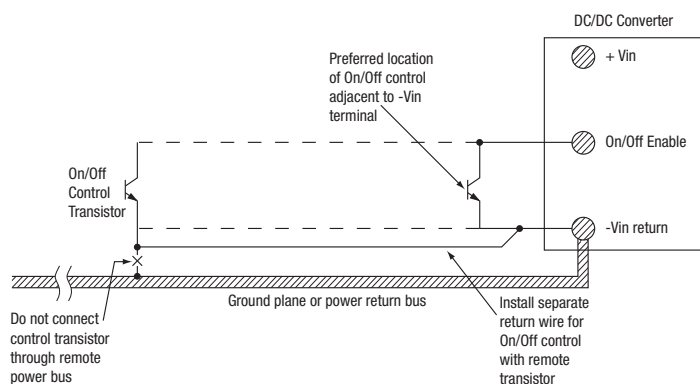 DC/DC Converter
+ Vin
Preferred location
of On/Off control
adjacent to -Vin
terminal
On/Off Enable
On/Off
Control
Transistor
-Vin return
Ground plane or power return bus
Do not connect
control transistor
through remote
power bus
Install separate
return wire for
On/Off control
with remote
transistor